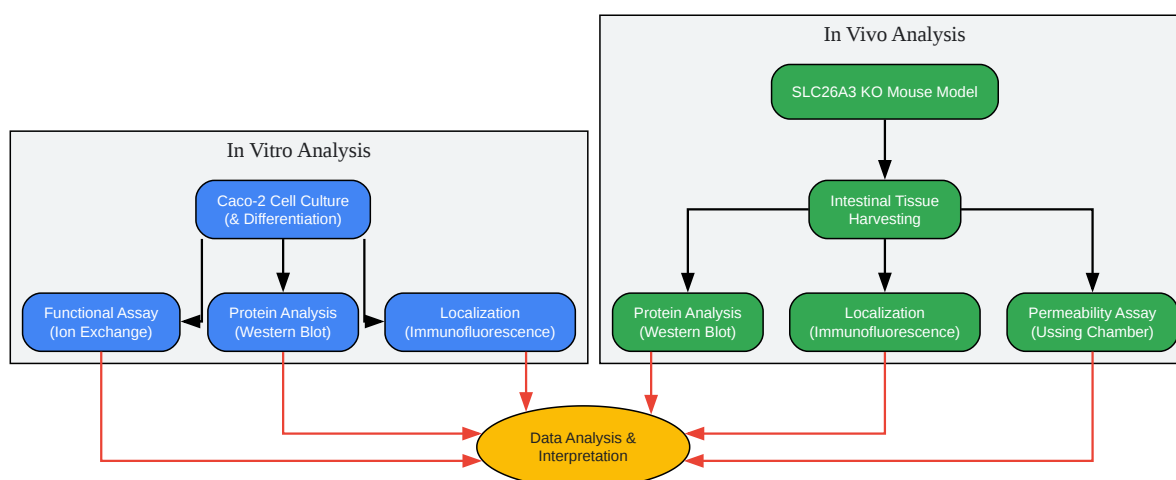 In Vitro Analysis
Caco-2 Cell Culture
(& Differentiation)
Functional Assay
(Ion Exchange)
Protein Analysis
(Western Blot)
Localization
(Immunofluorescence)
In Vivo Analysis
SLC26A3 KO Mouse Model
Intestinal Tissue
Harvesting
Protein Analysis
(Western Blot)
Localization
(Immunofluorescence)
Permeability Assay
(Ussing Chamber)
Data Analysis &
Interpretation